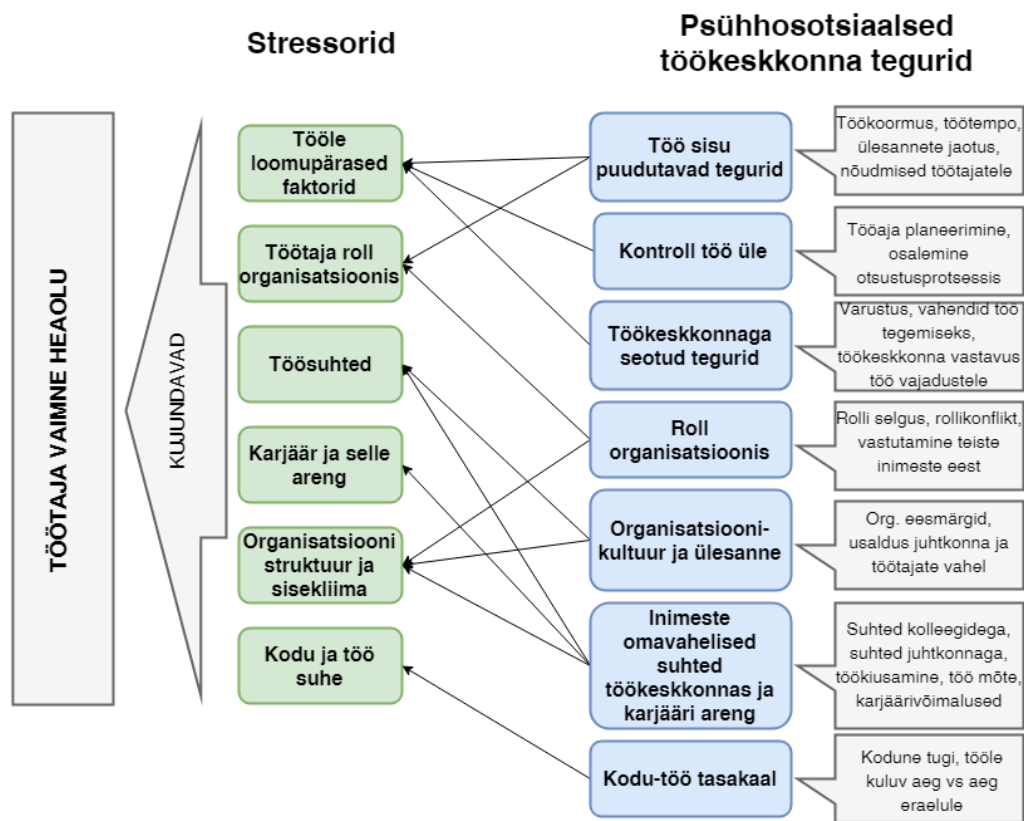 Stressorid
Psühhosotsiaalsed
töökeskkonna tegurid
TÖÖTAJA VAIMNE HEAOLU
KUJUNDAVAD
Tööle
loomupärased
faktorid
Töötaja roll
organisatsioonis
Töösuhted
Karjäär ja selle
areng
Organisatsiooni
struktuur ja
sisekliima
Kodu ja töö
suhe
Töö sisu
puudutavad tegurid
Kontroll töö üle
Töökeskkonnaga
seotud tegurid
Roll
organisatsioonis
Organisatsiooni-
kultuur ja ülesanne
Inimeste
omavahelised
suhted
töökeskkonnas ja
karjääri areng
Kodu-töö tasakaal
Töökoormus, töötempo,
ülesannete jaotus,
nõudmised töötajatele
Tööaja planeerimine,
osalemine
otsustusprotsessis
Varustus, vahendid töö
tegemiseks,
töökeskkonna vastavus
töö vajadustele
Rolli selgus, rollikonflikt,
vastutamine teiste
inimeste eest
Org. eesmärgid,
usaldus juhtkonna ja
töötajate vahel
Suhted kolleegidega,
suhted juhtkonnaga,
töökiusamine, töö mõte,
karjäärivõimalused
Kodune tugi, tööle
kuluv aeg vs aeg
eraelule